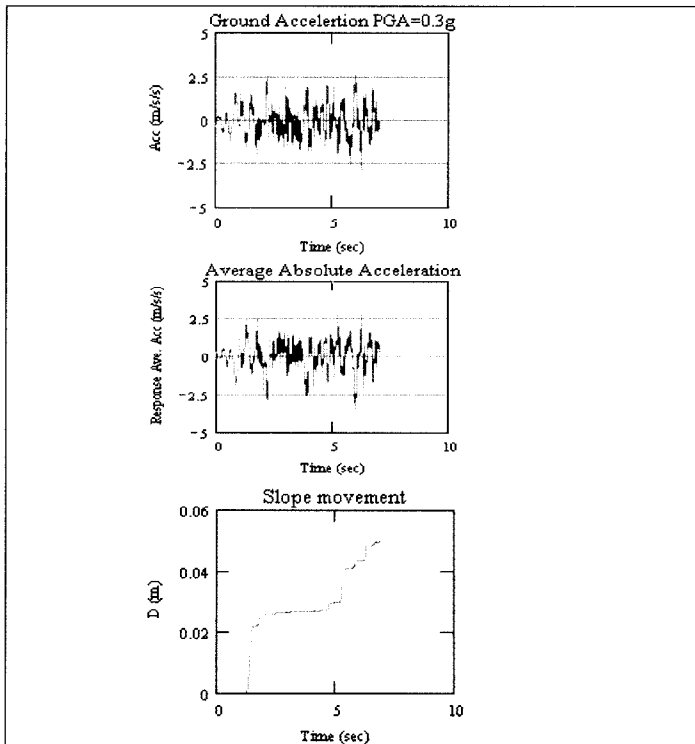 Ground Accelertion PGA=0.3g
5
2.5
0
−2.5
−5
Acc (m/s/s)
0
5
10
Time (sec)
Average Absolute Acceleration
5
2.5
0
−2.5
−5
Response Ave. Acc (m/s/s)
0
5
10
Time (sec)
Slope movement
0.06
0.04
0.02
0
D (m)
0
5
10
Time (sec)